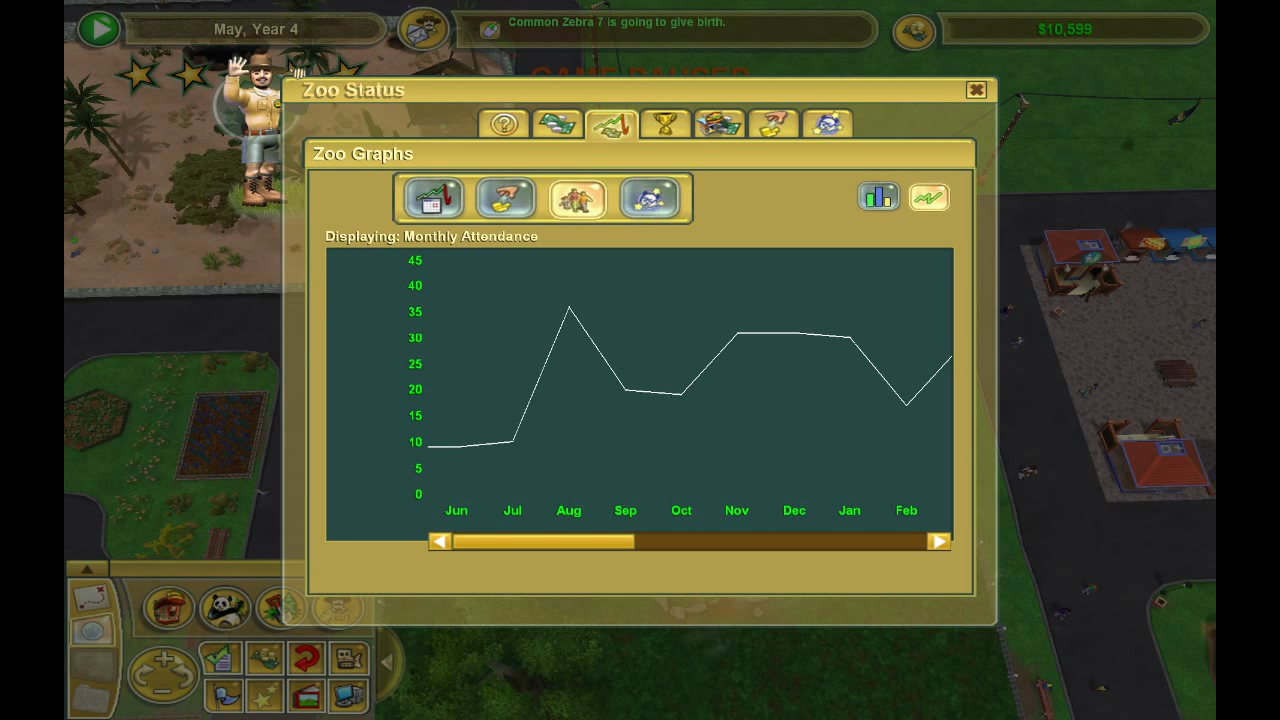 May, Year 4
Common Zebra 7 is going to give birth.
$10,599
GAME PAUSED
Zoo Status
Zoo Graphs
Displaying: Monthly Attendance
45
40
35
30
25
20
15
10
5
0
Jun Jul Aug Sep Oct Nov Dec Jan Feb